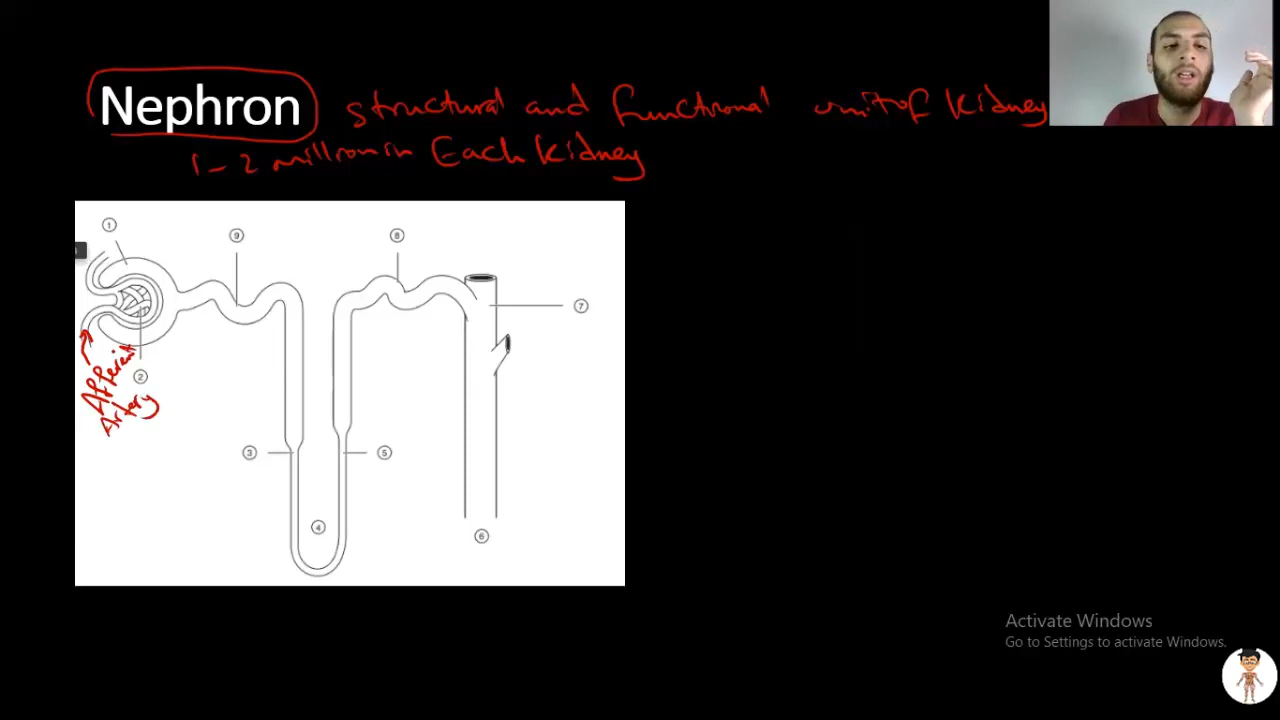 Nephron structural and functional unit of Kidney
1-2 million in Each Kidney
1
9
8
7
2
Afferent
Artery
3
5
4
6
Activate Windows
Go to Settings to activate Windows.